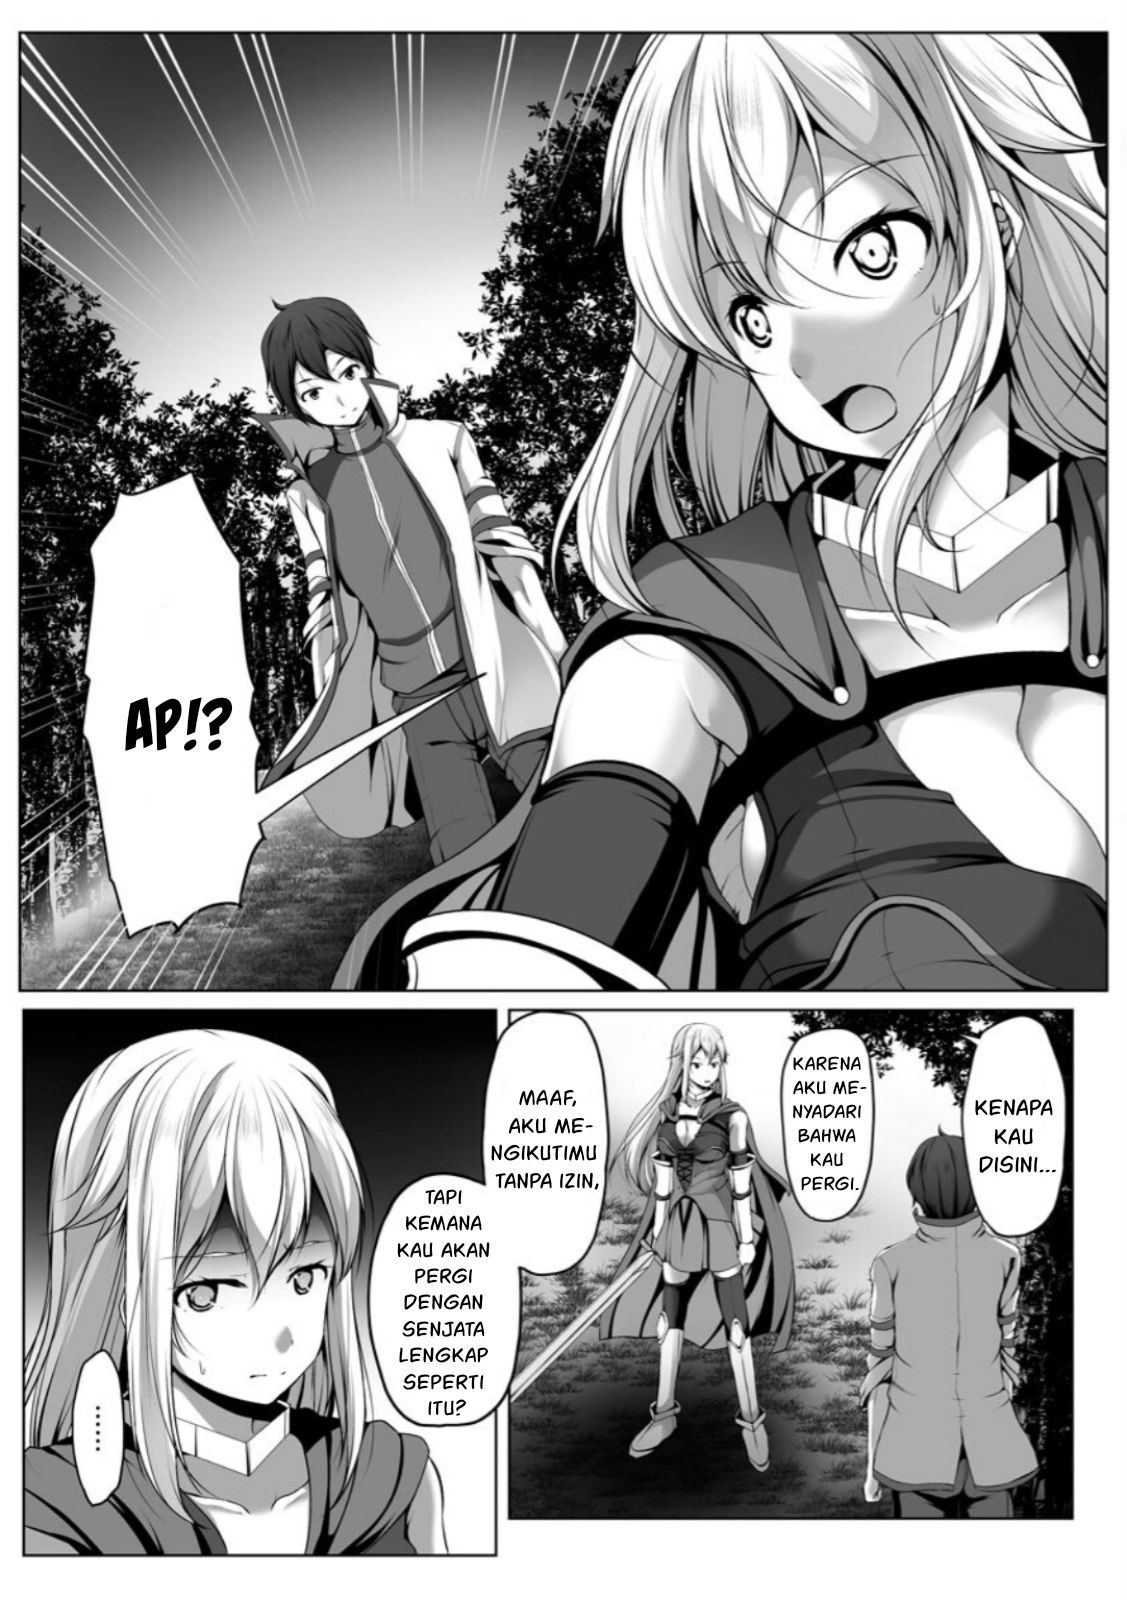 AP!?
KENAPA
KAU
DISINI...
KARENA
AKU ME-
NYADARI
BAHWA
KAU
PERGI.
MAAF,
AKU ME-
NGIKUTIMU
TANPA IZIN,
TAPI
KEMANA
KAU AKAN
PERGI
DENGAN
SENJATA
LENGKAP
SEPERTI
ITU?
......